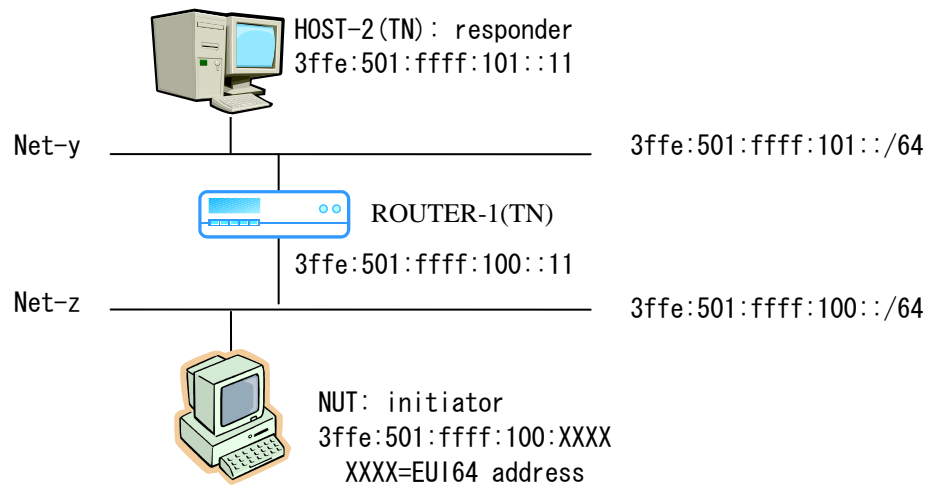 HOST-2(TN): responder
3ffe:501:ffff:101::11
Net-y
3ffe:501:ffff:101::/64
ROUTER-1(TN)
3ffe:501:ffff:100::11
Net-z
3ffe:501:ffff:100::/64
NUT: initiator
3ffe:501:ffff:100:XXXX
XXXX=EUI64 address